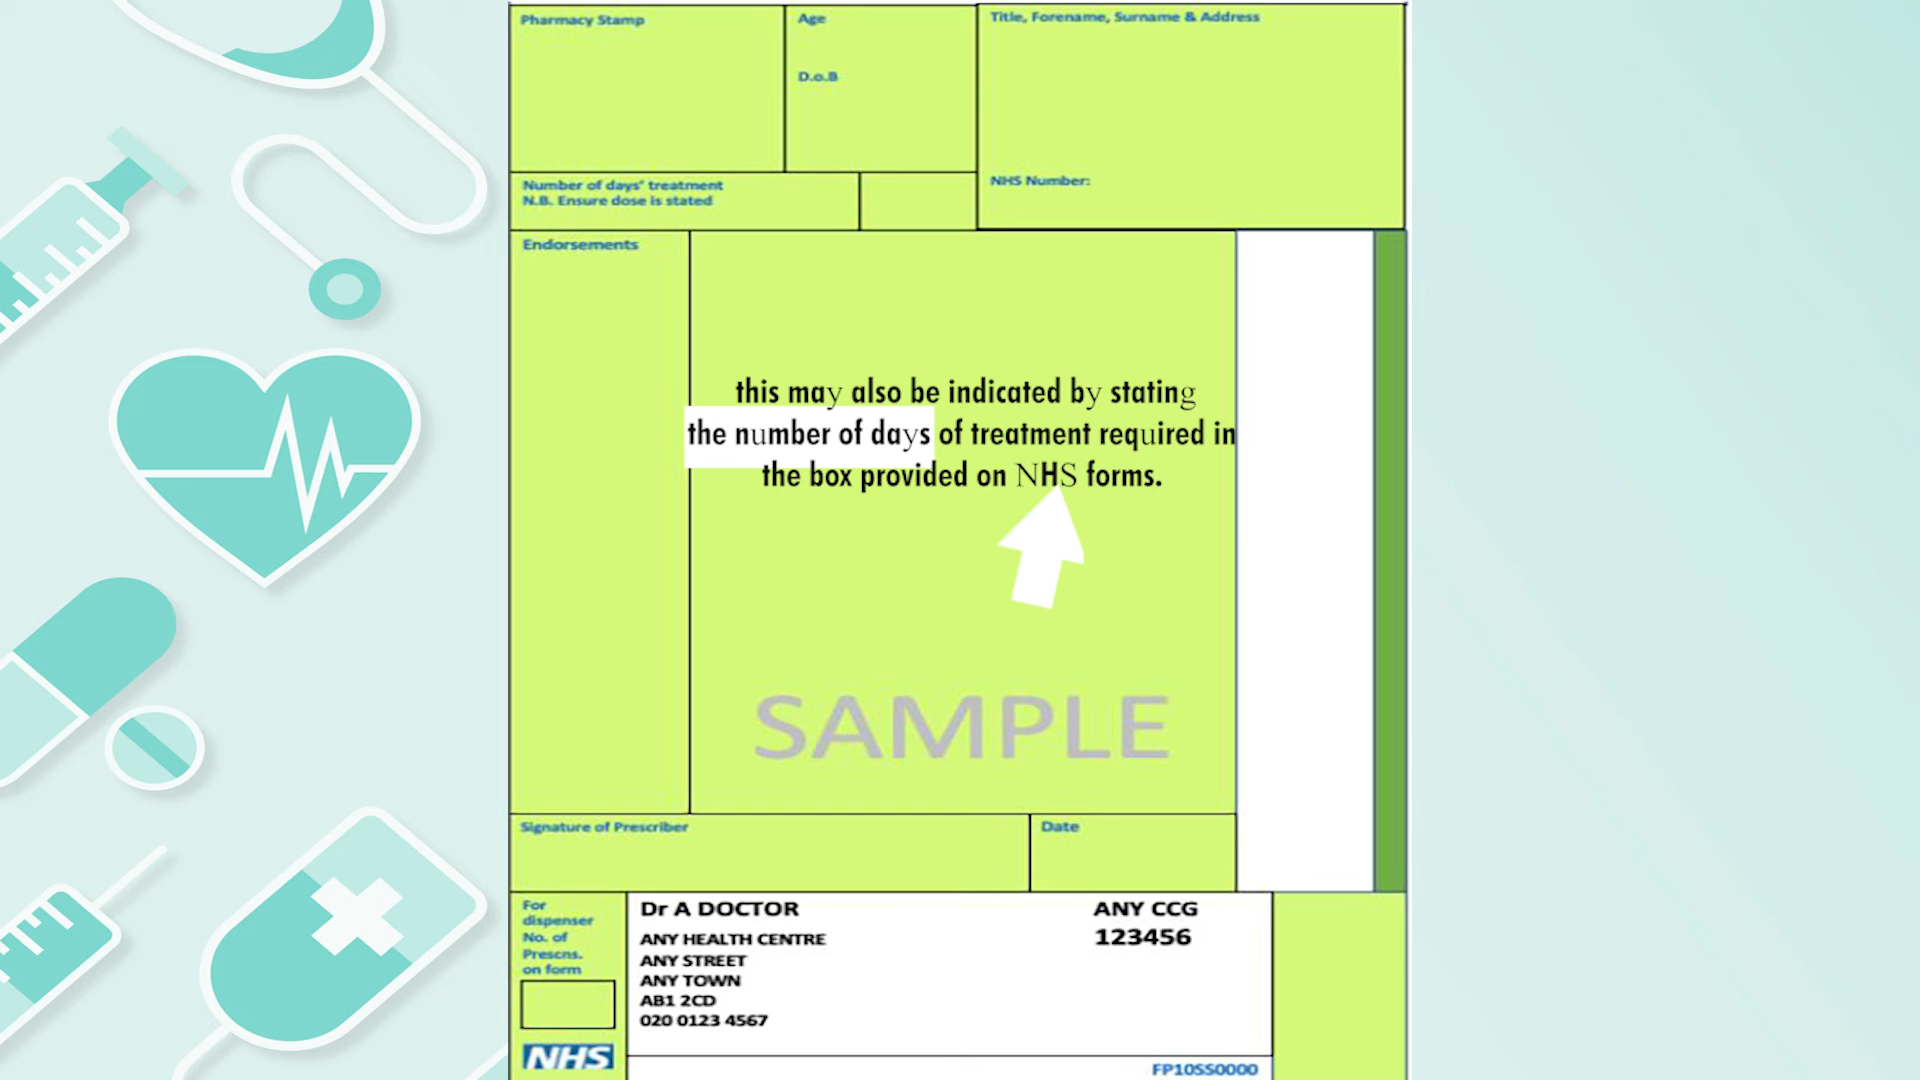 Pharmacy Stamp
Age
D.o.B
Title, Forename, Surname & Address
NHS Number:
Number of days' treatment
N.B. Ensure dose is stated
Endorsements
this may also be indicated by stating
the number of days of treatment required in
the box provided on NHS forms.
SAMPLE
Signature of Prescriber
Date
For
dispenser
No. of
Prescns.
on form
NHS
Dr A DOCTOR
ANY HEALTH CENTRE
ANY STREET
ANY TOWN
AB1 2CD
020 0123 4567
ANY CCG
123456
FP10SS0000